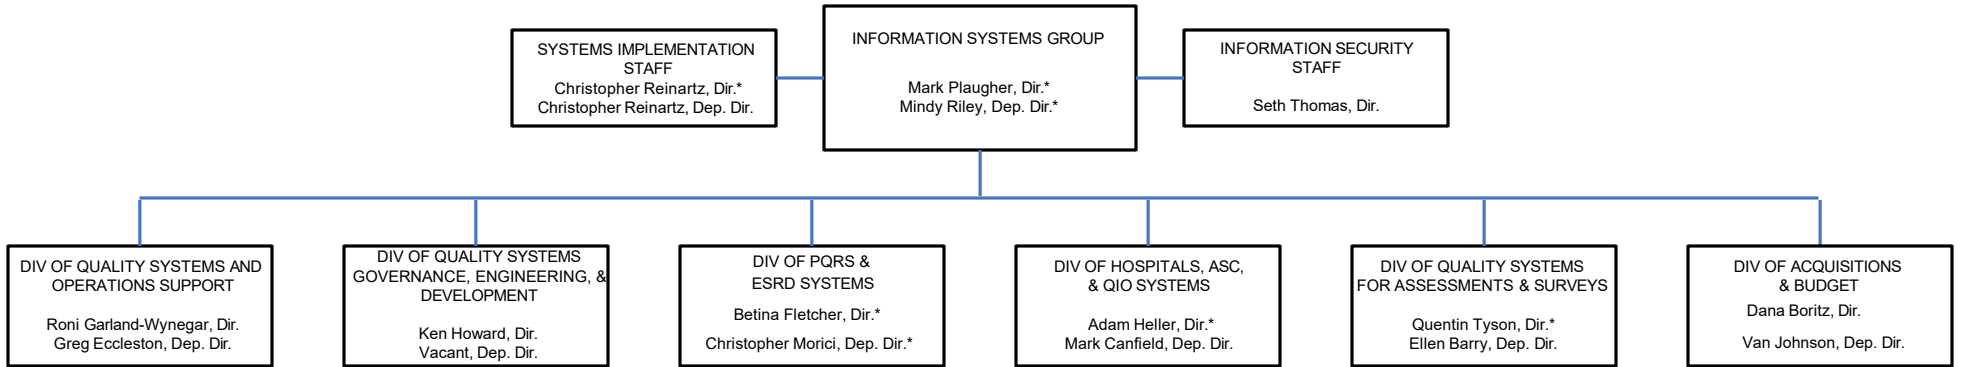 SYSTEMS IMPLEMENTATION
STAFF
Christopher Reinartz, Dir.*
Christopher Reinartz, Dep. Dir.
INFORMATION SYSTEMS GROUP
Mark Plaugher, Dir.*
Mindy Riley, Dep. Dir.*
INFORMATION SECURITY
STAFF
Seth Thomas, Dir.
DIV OF QUALITY SYSTEMS AND
OPERATIONS SUPPORT
Roni Garland-Wynegar, Dir.
Greg Eccleston, Dep. Dir.
DIV OF QUALITY SYSTEMS
GOVERNANCE, ENGINEERING, &
DEVELOPMENT
Ken Howard, Dir.
Vacant, Dep. Dir.
DIV OF PQRS &
ESRD SYSTEMS
Betina Fletcher, Dir.*
Christopher Morici, Dep. Dir.*
DIV OF HOSPITALS, ASC,
& QIO SYSTEMS
Adam Heller, Dir.*
Mark Canfield, Dep. Dir.
DIV OF QUALITY SYSTEMS
FOR ASSESSMENTS & SURVEYS
Quentin Tyson, Dir.*
Ellen Barry, Dep. Dir.
DIV OF ACQUISITIONS
& BUDGET
Dana Boritz, Dir.
Van Johnson, Dep. Dir.